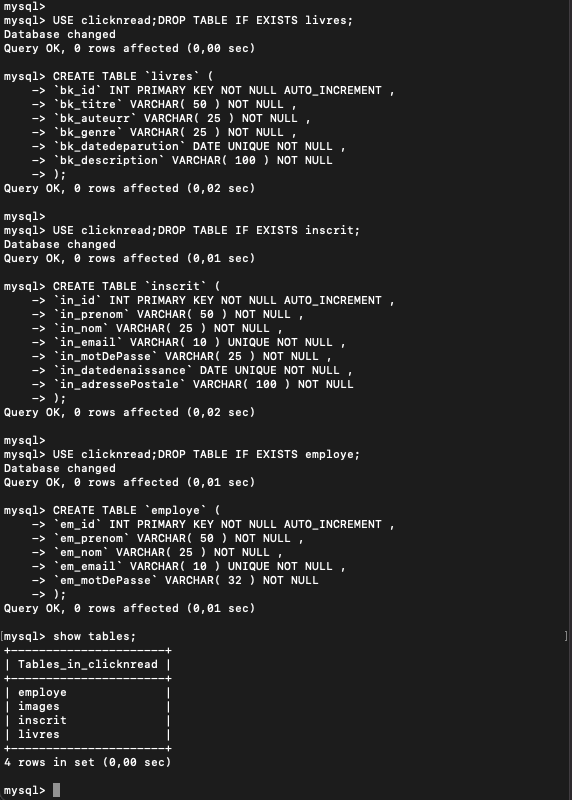 mysql>
mysql> USE clicknread;DROP TABLE IF EXISTS livres;
Database changed
Query OK, 0 rows affected (0,00 sec)

mysql> CREATE TABLE `livres` (
    -> `bk_id` INT PRIMARY KEY NOT NULL AUTO_INCREMENT ,
    -> `bk_titre` VARCHAR( 50 ) NOT NULL ,
    -> `bk_auteurr` VARCHAR( 25 ) NOT NULL ,
    -> `bk_genre` VARCHAR( 25 ) NOT NULL ,
    -> `bk_datedeparution` DATE UNIQUE NOT NULL ,
    -> `bk_description` VARCHAR( 100 ) NOT NULL
    -> );
Query OK, 0 rows affected (0,02 sec)

mysql>
mysql> USE clicknread;DROP TABLE IF EXISTS inscrit;
Database changed
Query OK, 0 rows affected (0,01 sec)

mysql> CREATE TABLE `inscrit` (
    -> `in_id` INT PRIMARY KEY NOT NULL AUTO_INCREMENT ,
    -> `in_prenom` VARCHAR( 50 ) NOT NULL ,
    -> `in_nom` VARCHAR( 25 ) NOT NULL ,
    -> `in_email` VARCHAR( 10 ) UNIQUE NOT NULL ,
    -> `in_motDePasse` VARCHAR( 25 ) NOT NULL ,
    -> `in_datedenaissance` DATE UNIQUE NOT NULL ,
    -> `in_adressePostale` VARCHAR( 100 ) NOT NULL
    -> );
Query OK, 0 rows affected (0,02 sec)

mysql>
mysql> USE clicknread;DROP TABLE IF EXISTS employe;
Database changed
Query OK, 0 rows affected (0,01 sec)

mysql> CREATE TABLE `employe` (
    -> `em_id` INT PRIMARY KEY NOT NULL AUTO_INCREMENT ,
    -> `em_prenom` VARCHAR( 50 ) NOT NULL ,
    -> `em_nom` VARCHAR( 25 ) NOT NULL ,
    -> `em_email` VARCHAR( 10 ) UNIQUE NOT NULL ,
    -> `em_motDePasse` VARCHAR( 32 ) NOT NULL
    -> );
Query OK, 0 rows affected (0,01 sec)

[mysql> show tables; ]
+----------------------+
| Tables_in_clicknread |
+----------------------+
| employe              |
| images               |
| inscrit              |
| livres               |
+----------------------+
4 rows in set (0,00 sec)

mysql>